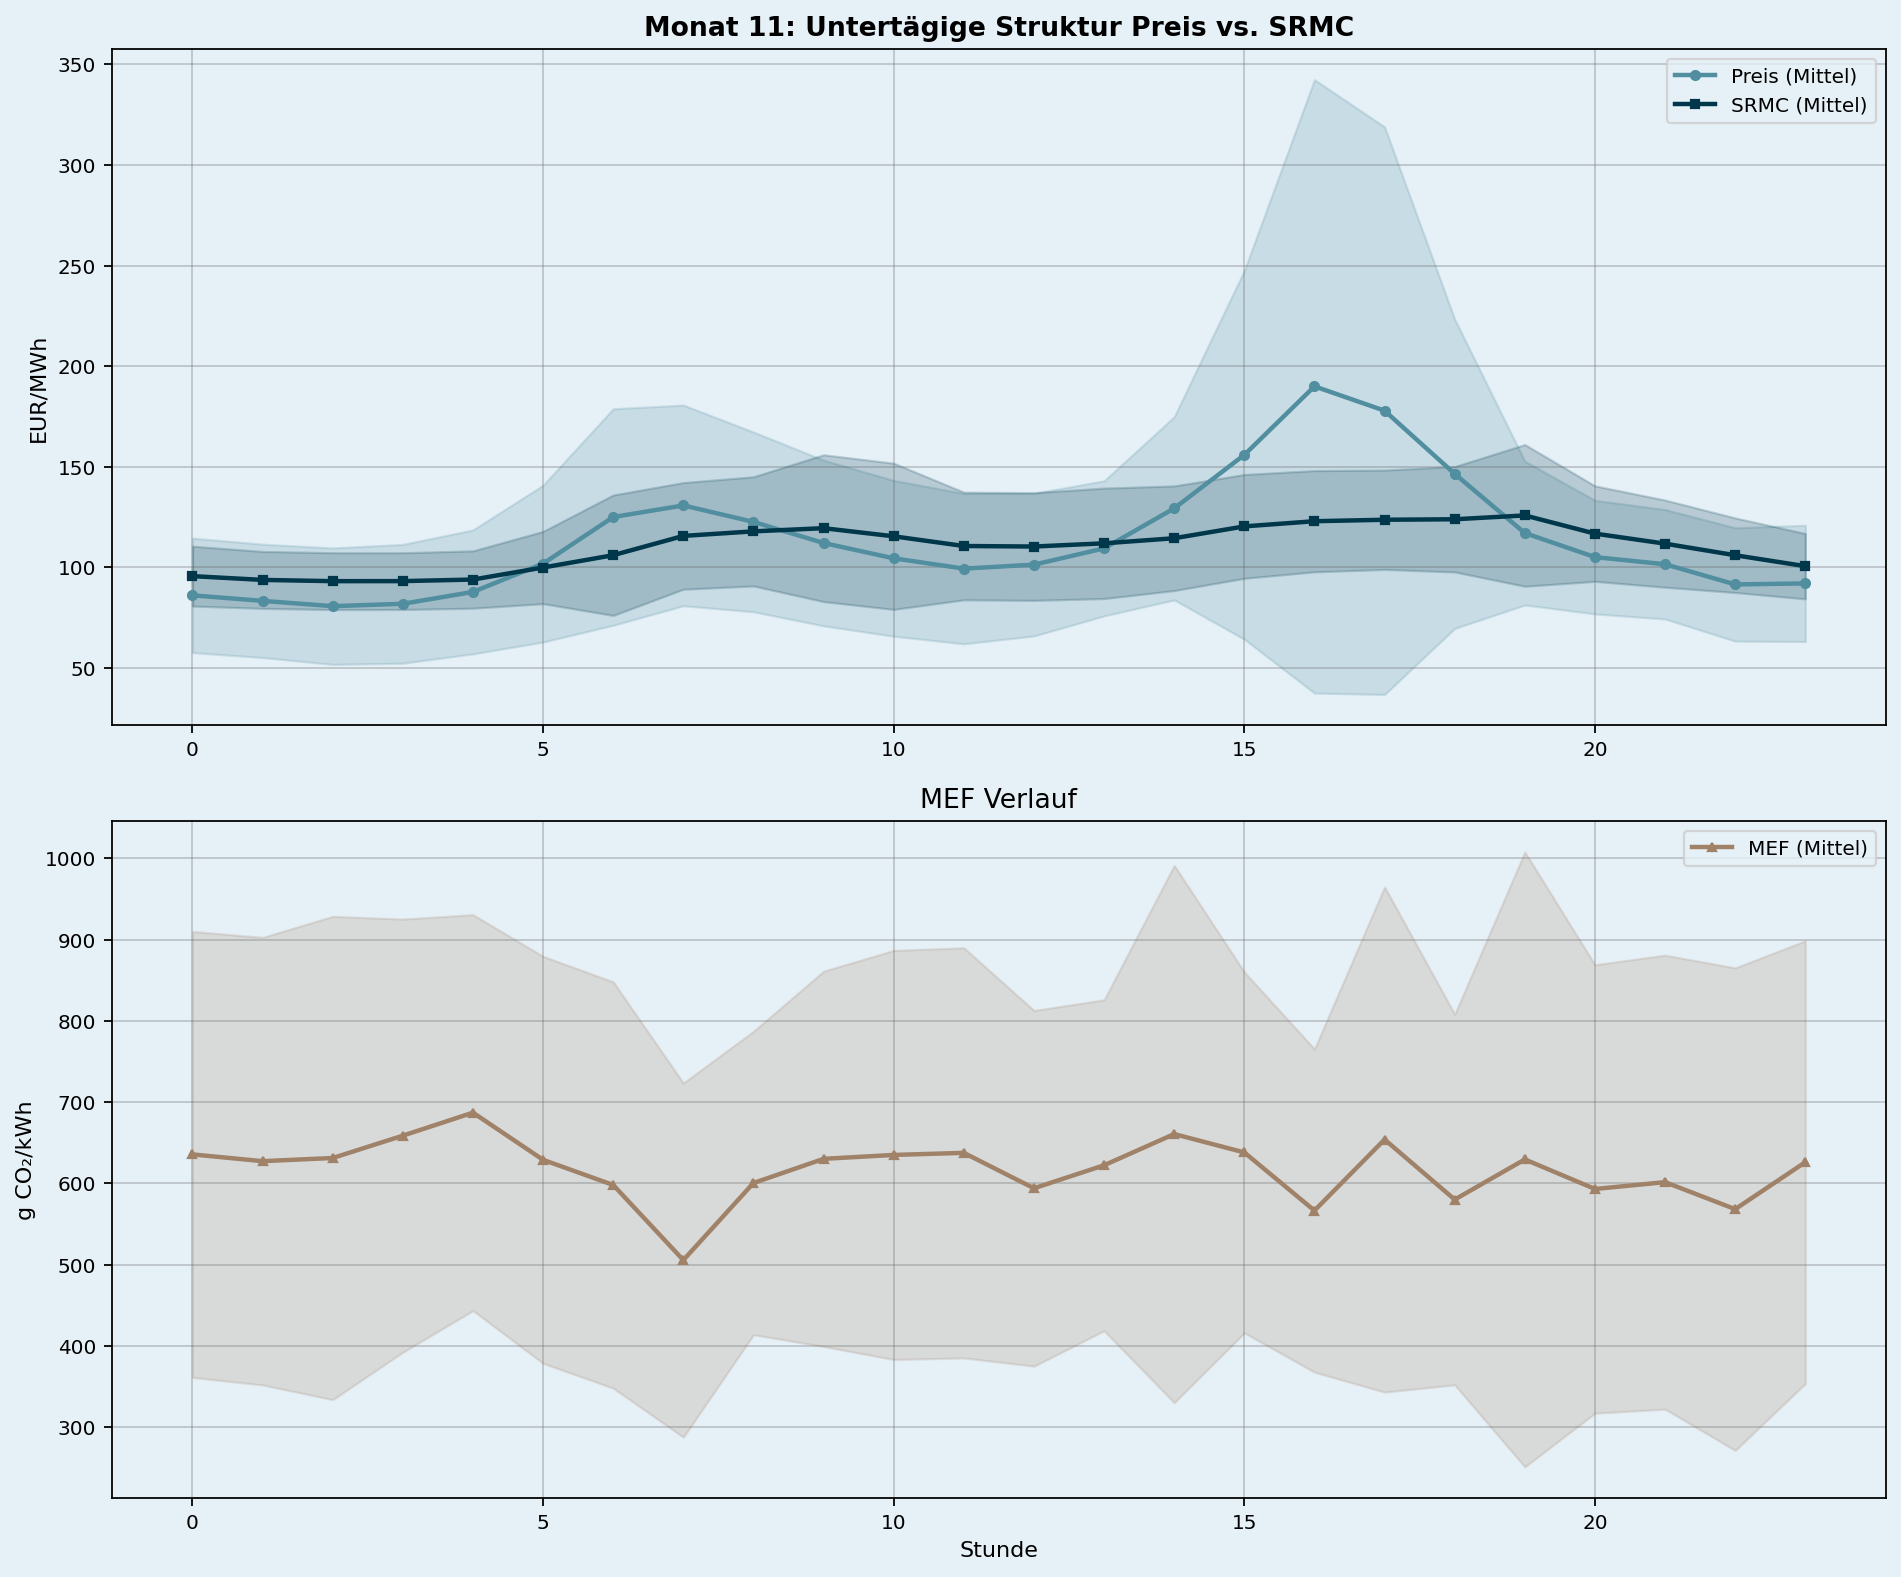 Monat 11: Untertägige Struktur Preis vs. SRMC
350
300
250
200
150
100
50
EUR/MWh
Preis (Mittel)
SRMC (Mittel)
0 5 10 15 20
MEF Verlauf
1000
900
800
700
600
500
400
300
g CO₂/kWh
MEF (Mittel)
0 5 10 15 20
Stunde